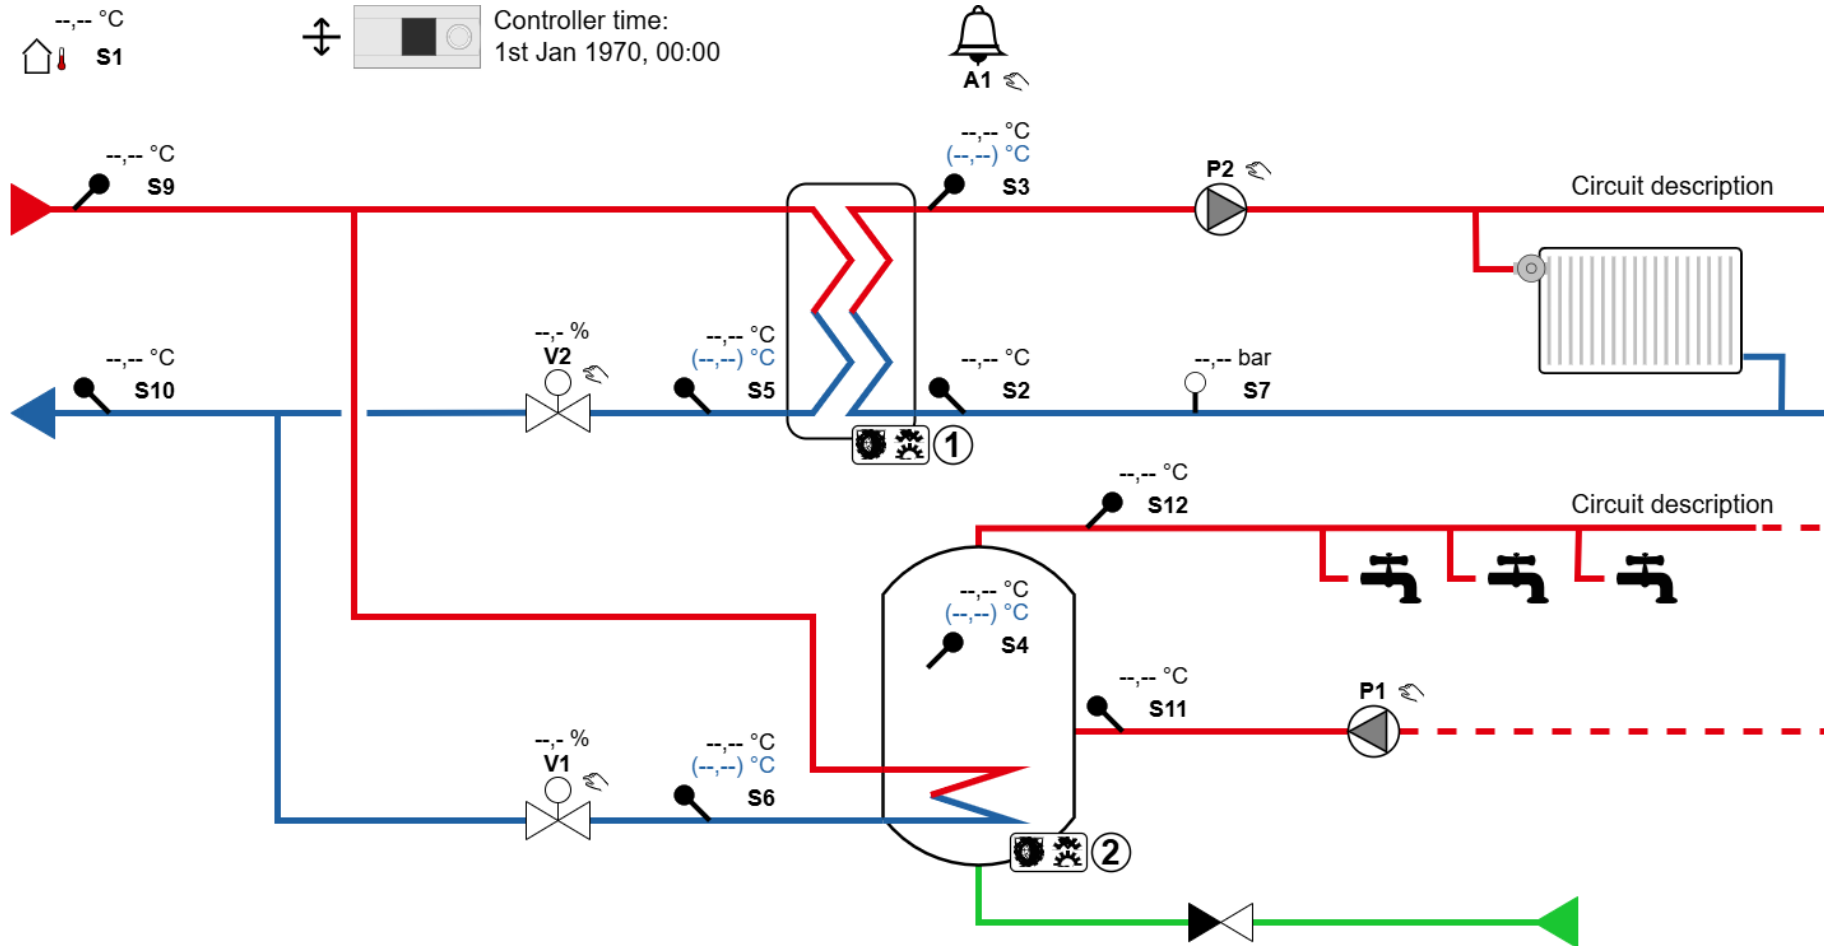 --,-- °C
S1
Controller time:
1st Jan 1970, 00:00
A1
--,-- °C
S9
--,-- °C
(--,--) °C
S3
P2
Circuit description
--,-- °C
S10
--,- %
V2
--,-- °C
(--,--) °C
S5
--,-- °C
S2
--,-- bar
S7
1
--,-- °C
S12
Circuit description
--,-- °C
(--,--) °C
S4
--,-- °C
S11
P1
--,- %
V1
--,-- °C
(--,--) °C
S6
2